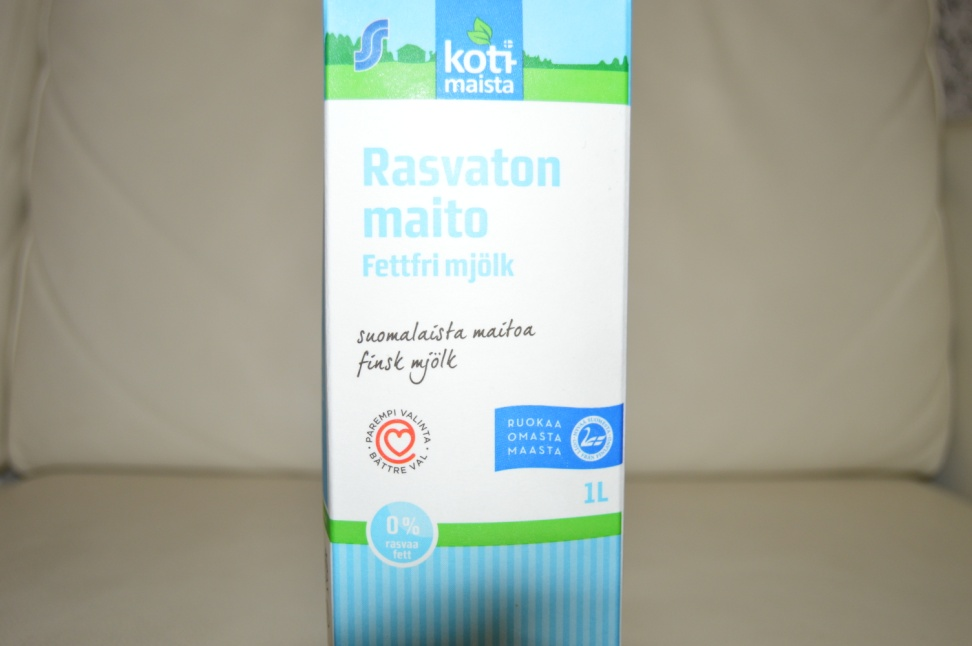 koti
maista
Rasvaton
maito
Fettfri mjölk
suomalaista maitoa
finsk mjölk
PAREMPI VALINTA
BÄTTRE VAL
RUOKAA
OMASTA
MAASTA
1L
0%
rasvaa
fett